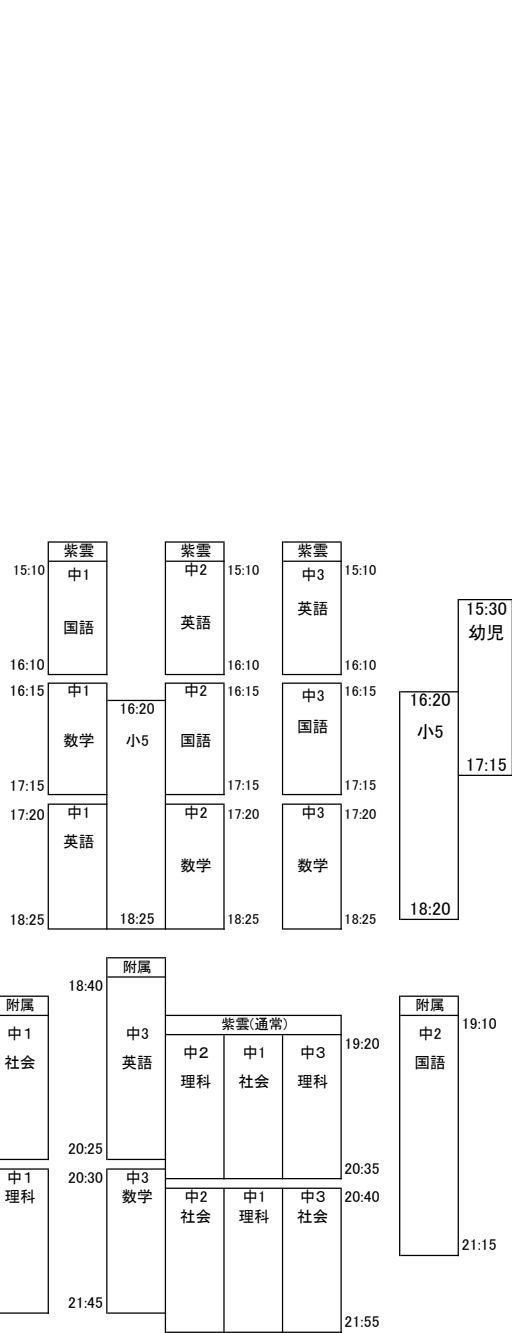 紫雲 紫雲 紫雲
15:10 中1 中2 15:10 中3 15:10
国語 英語 英語
15:30
幼児
16:10 16:10 16:10
16:15 中1 中2 16:15 中3 16:15
16:20 16:20
数学 小5 国語 国語 小5
17:15 17:15 17:15 17:15
17:20 中1 中2 17:20 中3 17:20
英語 数学 数学
18:25 18:25 18:25 18:25 18:20
附属
18:40
附属 附属
紫雲(通常)
中1 中3 中2 19:10
社会 英語 国語
中2 中1 中3 19:20
理科 社会 理科
20:25 20:35
中1 20:30 中3
理科 数学
中2 中1 中3 20:40
社会 理科 社会
21:15
21:45
21:55